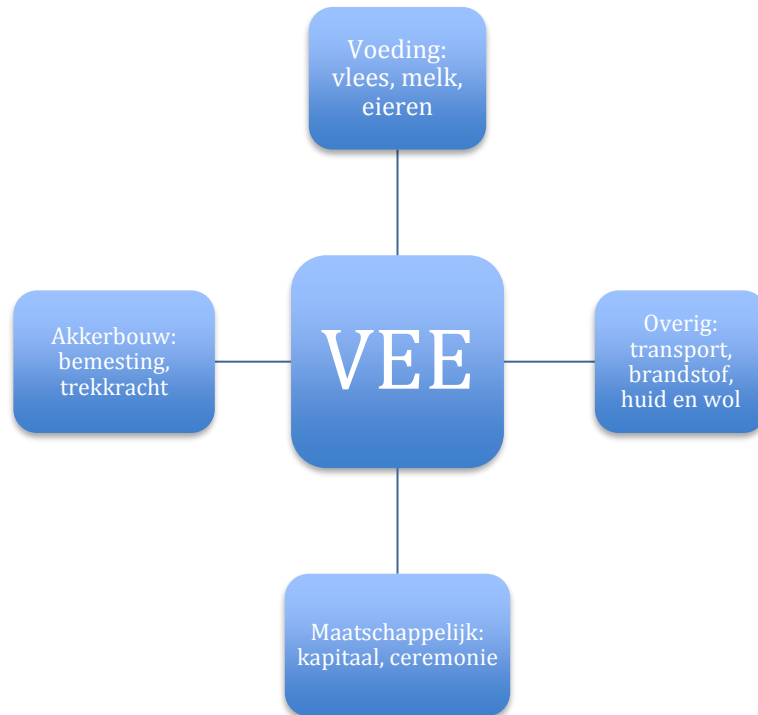 Voeding:
vlees, melk,
eieren
Akkerbouw:
bemesting,
trekkracht
VEE
Overig:
transport,
brandstof,
huid en wol
Maatschappelijk:
kapitaal, ceremonie